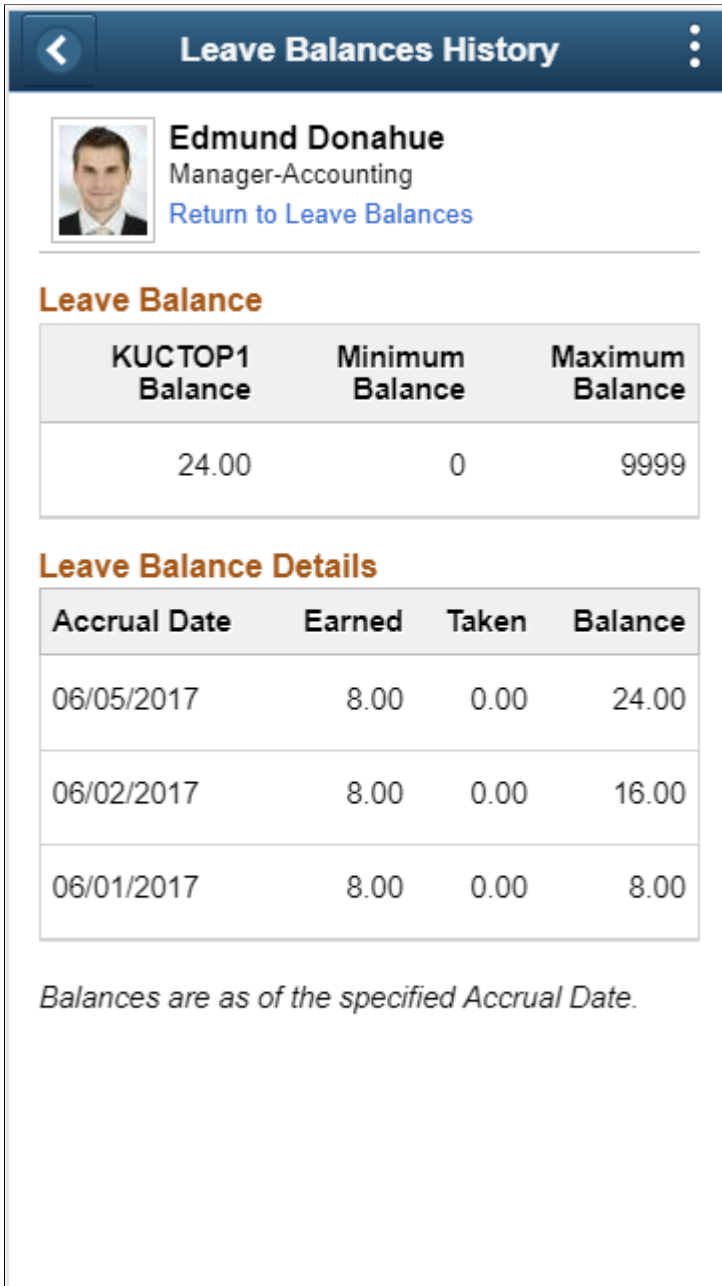 Leave Balances History
Edmund Donahue
Manager-Accounting
Return to Leave Balances
Leave Balance
KUCTOP1 Balance Minimum Balance Maximum Balance
24.00 0 9999
Leave Balance Details
Accrual Date Earned Taken Balance
06/05/2017 8.00 0.00 24.00
06/02/2017 8.00 0.00 16.00
06/01/2017 8.00 0.00 8.00
Balances are as of the specified Accrual Date.